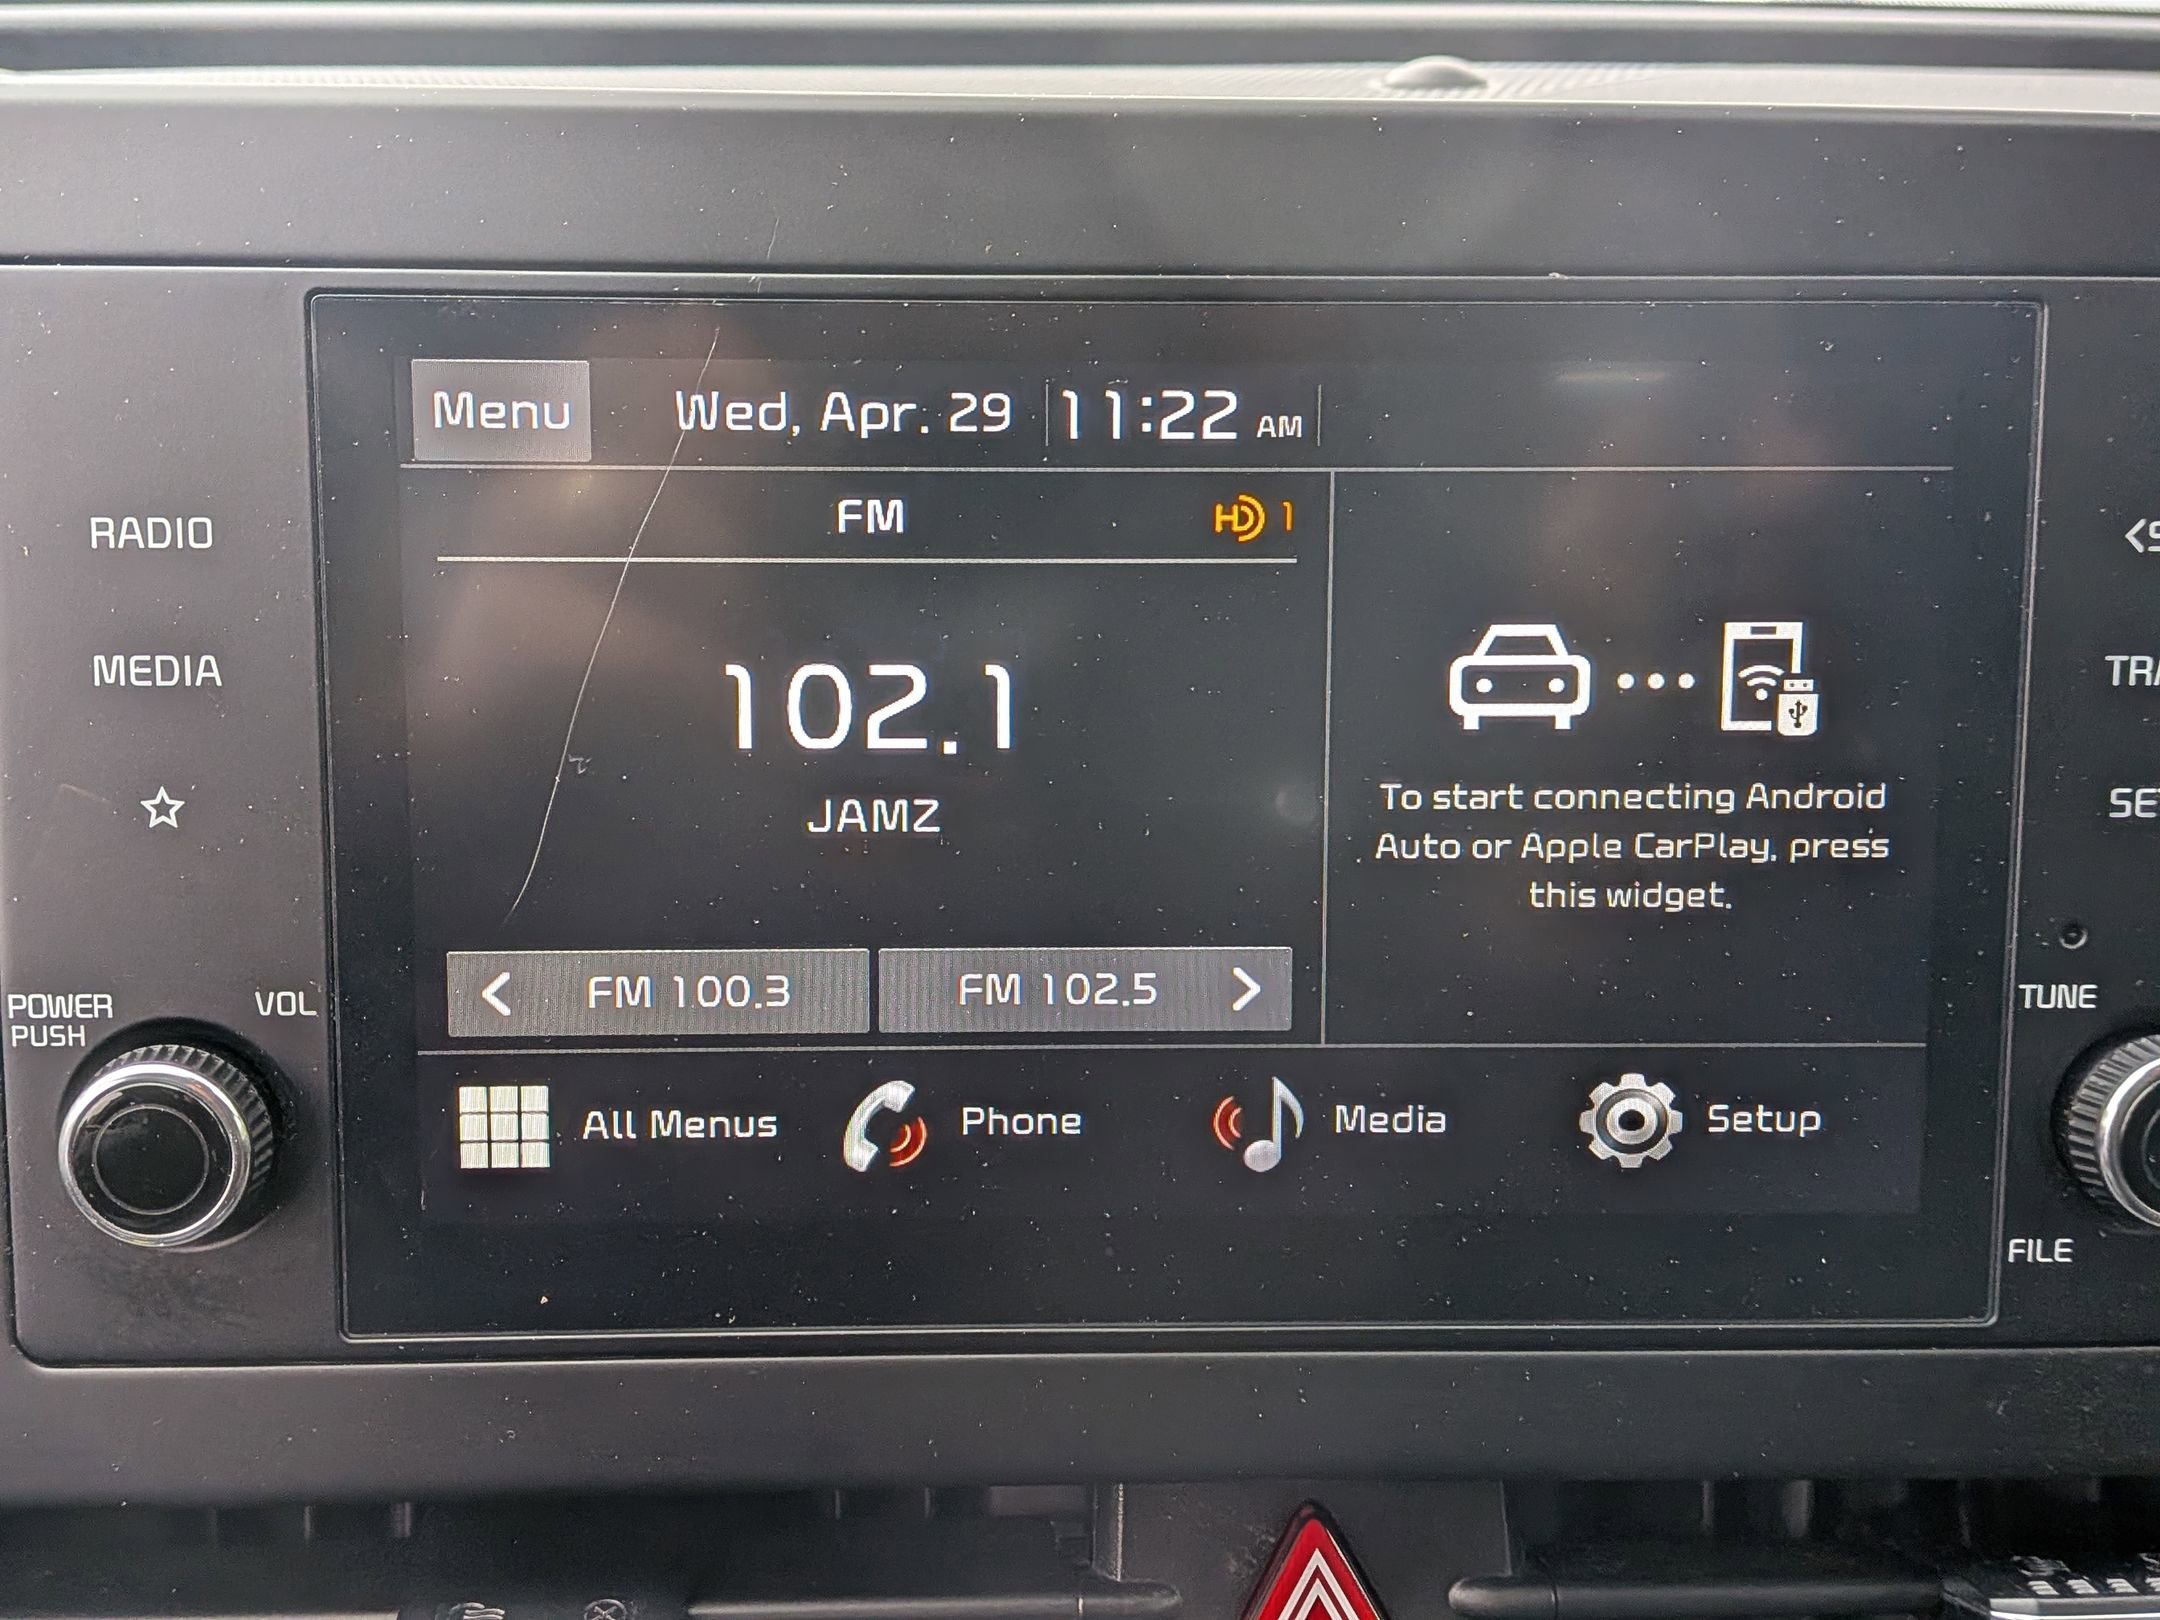 Menu Wed, Apr. 29 11:22 AM
FM HD 1
RADIO
MEDIA
102.1
JAMZ
To start connecting Android
Auto or Apple CarPlay, press
this widget.
FM 100.3 FM 102.5
POWER
PUSH
VOL
TUNE
All Menus Phone Media Setup
FILE